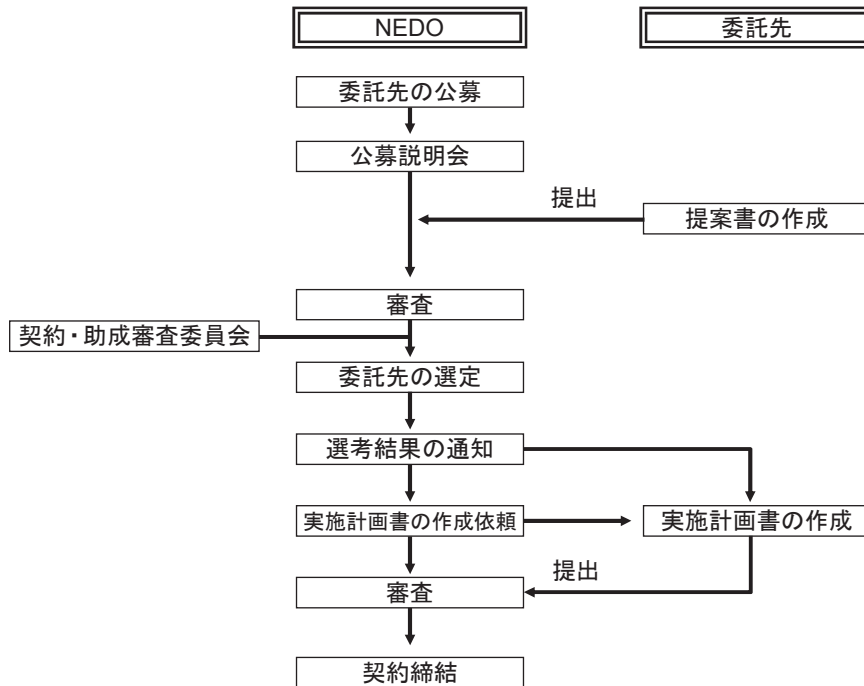 NEDO
委託先
委託先の公募
公募説明会
提出
提案書の作成
審査
契約・助成審査委員会
委託先の選定
選考結果の通知
実施計画書の作成依頼
実施計画書の作成
提出
審査
契約締結